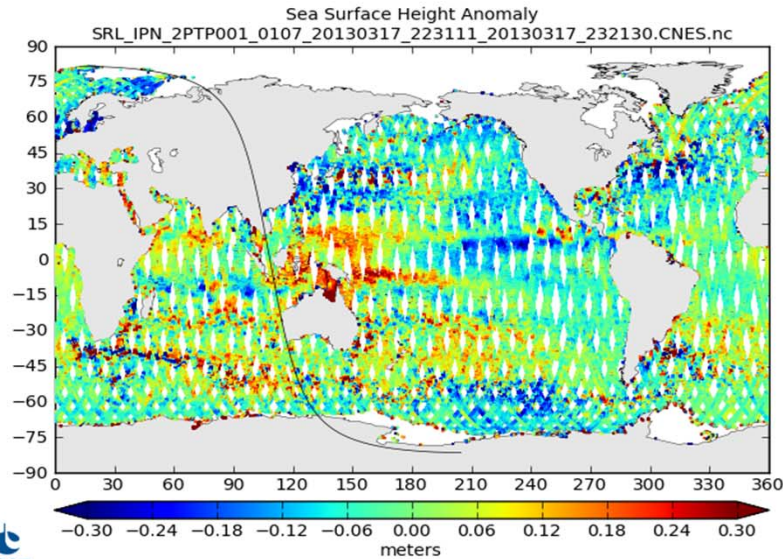 Sea Surface Height Anomaly
SRL_IPN_2PTP001_0107_20130317_223111_20130317_232130.CNES.nc
90
75
60
45
30
15
0
−15
−30
−45
−60
−75
−90
0 30 60 90 120 150 180 210 240 270 300 330 360
−0.30 −0.24 −0.18 −0.12 −0.06 0.00 0.06 0.12 0.18 0.24 0.30
meters